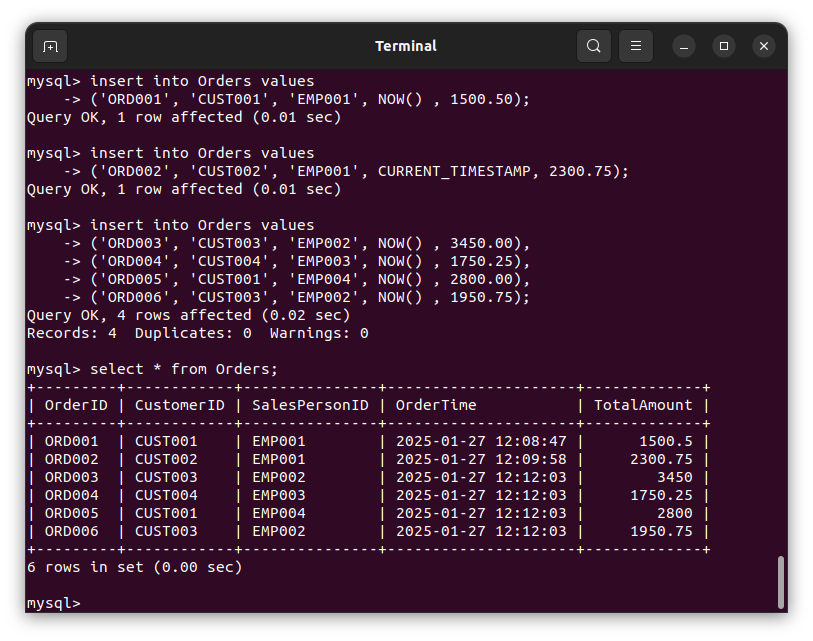 Terminal
mysql> insert into Orders values
    -> ('ORD001', 'CUST001', 'EMP001', NOW() , 1500.50);
Query OK, 1 row affected (0.01 sec)

mysql> insert into Orders values
    -> ('ORD002', 'CUST002', 'EMP001', CURRENT_TIMESTAMP, 2300.75);
Query OK, 1 row affected (0.01 sec)

mysql> insert into Orders values
    -> ('ORD003', 'CUST003', 'EMP002', NOW() , 3450.00),
    -> ('ORD004', 'CUST004', 'EMP003', NOW() , 1750.25),
    -> ('ORD005', 'CUST001', 'EMP004', NOW() , 2800.00),
    -> ('ORD006', 'CUST003', 'EMP002', NOW() , 1950.75);
Query OK, 4 rows affected (0.02 sec)
Records: 4  Duplicates: 0  Warnings: 0

mysql> select * from Orders;
+---------+------------+---------------+---------------------+-------------+
| OrderID | CustomerID | SalesPersonID | OrderTime           | TotalAmount |
+---------+------------+---------------+---------------------+-------------+
| ORD001  | CUST001    | EMP001        | 2025-01-27 12:08:47 |      1500.5 |
| ORD002  | CUST002    | EMP001        | 2025-01-27 12:09:58 |     2300.75 |
| ORD003  | CUST003    | EMP002        | 2025-01-27 12:12:03 |        3450 |
| ORD004  | CUST004    | EMP003        | 2025-01-27 12:12:03 |     1750.25 |
| ORD005  | CUST001    | EMP004        | 2025-01-27 12:12:03 |        2800 |
| ORD006  | CUST003    | EMP002        | 2025-01-27 12:12:03 |     1950.75 |
+---------+------------+---------------+---------------------+-------------+
6 rows in set (0.00 sec)

mysql>